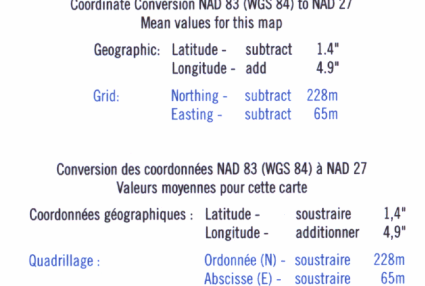 Coordinate Conversion NAD 83 (WGS 84) to NAD 27
Mean values for this map
Geographic: Latitude - subtract 1.4"
Longitude - add 4.9"
Grid: Northing - subtract 228m
Easting - subtract 65m
Conversion des coordonnées NAD 83 (WGS 84) à NAD 27
Valeurs moyennes pour cette carte
Coordonnées géographiques : Latitude - soustraire 1,4"
Longitude - additionner 4,9"
Quadrillage : Ordonnée (N) - soustraire 228m
Abscisse (E) - soustraire 65m